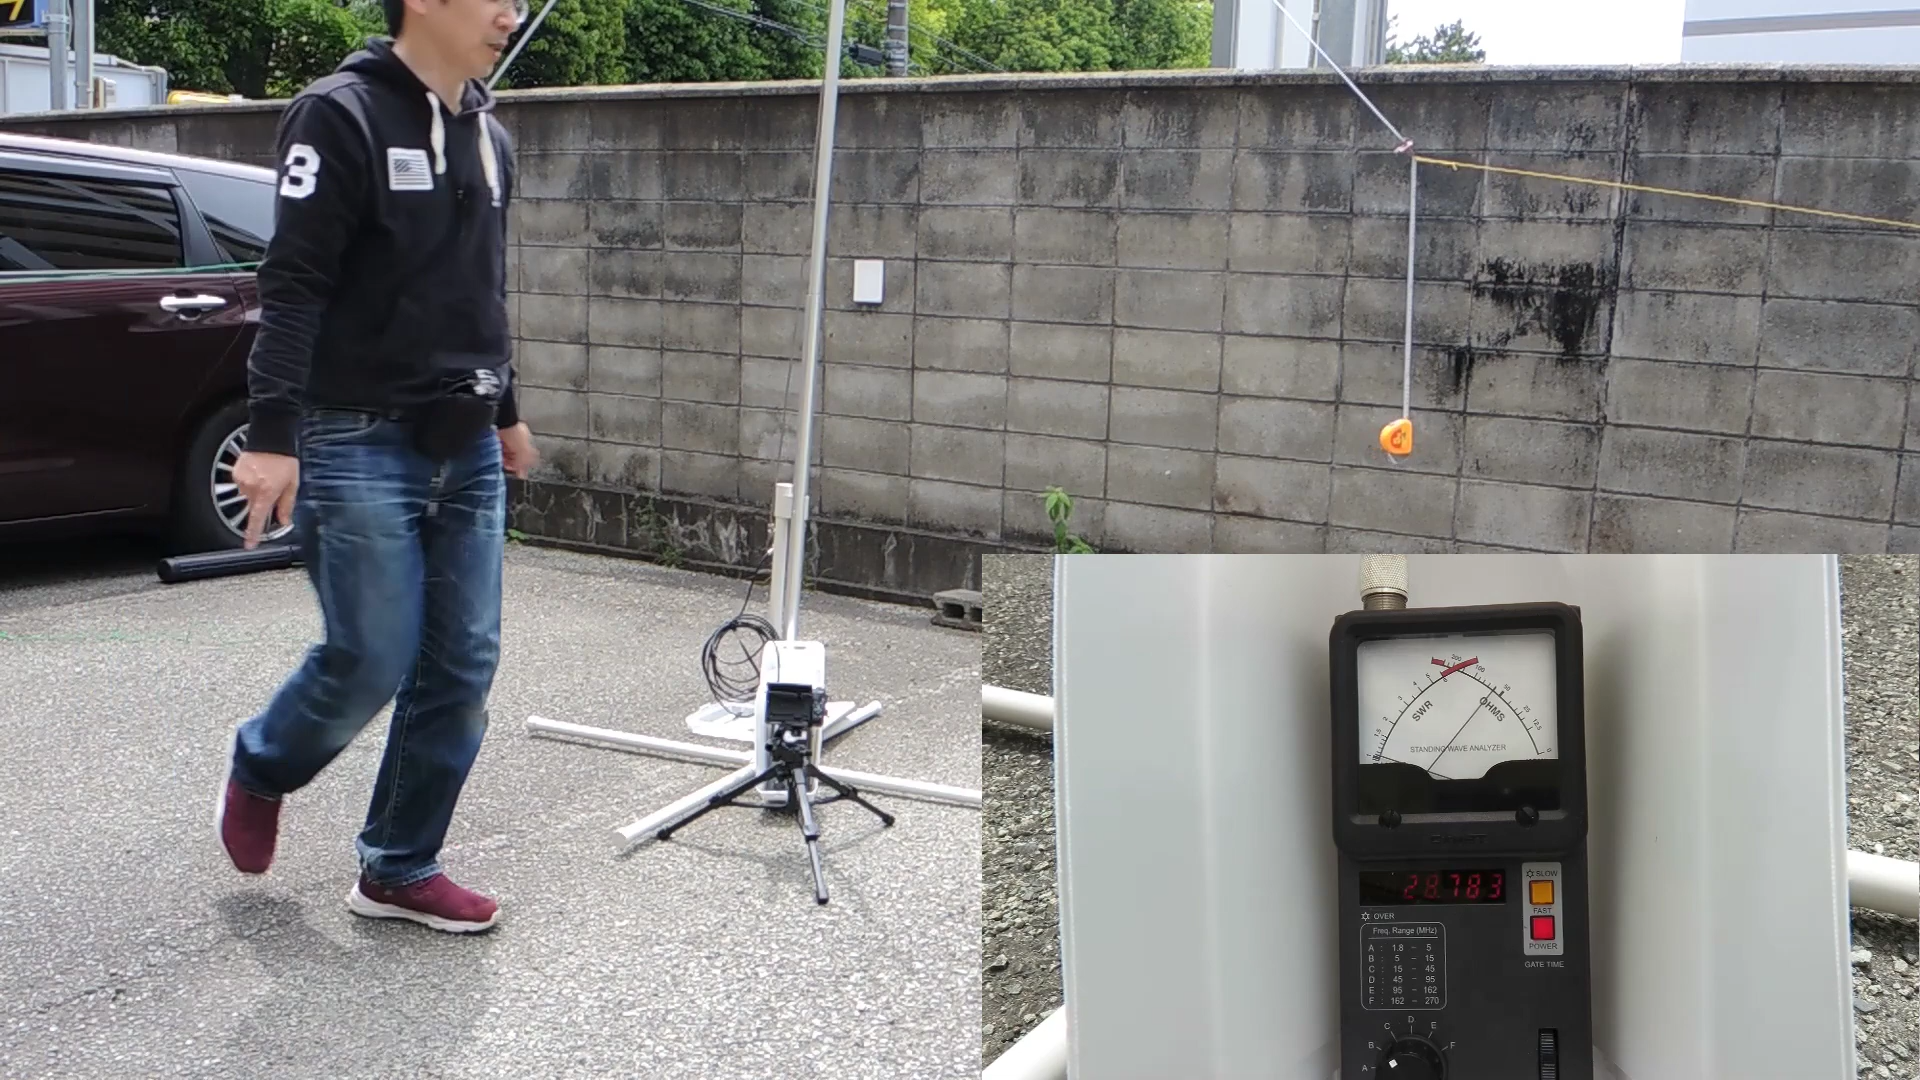 3
SWR
OHMS
STANDING WAVE ANALYZER
28.783
SLOW
FAST
POWER
GATE TIME
OVER
Freq. Range (MHz)
A : 1.8 – 5
B : 5 – 15
C : 15 – 45
D : 45 – 95
E : 95 – 162
F : 162 – 270
A
B
C
D
E
F